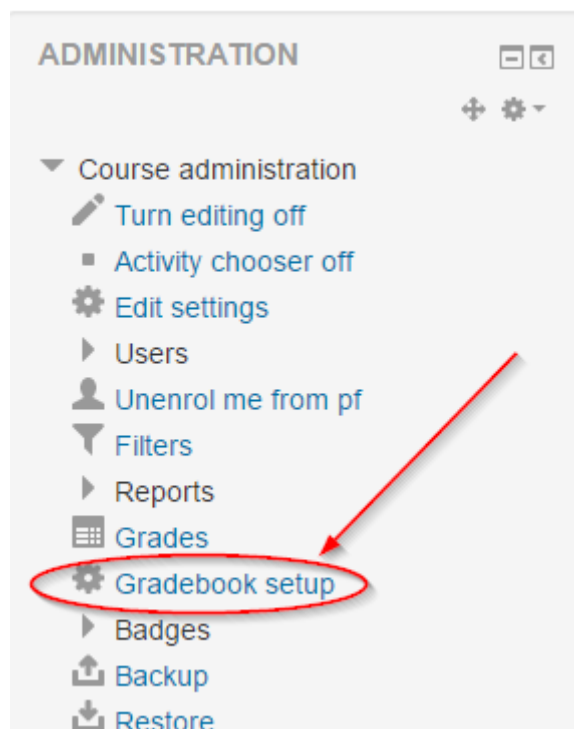 ADMINISTRATION
Course administration
Turn editing off
Activity chooser off
Edit settings
Users
Unenrol me from pf
Filters
Reports
Grades
Gradebook setup
Badges
Backup
Restore